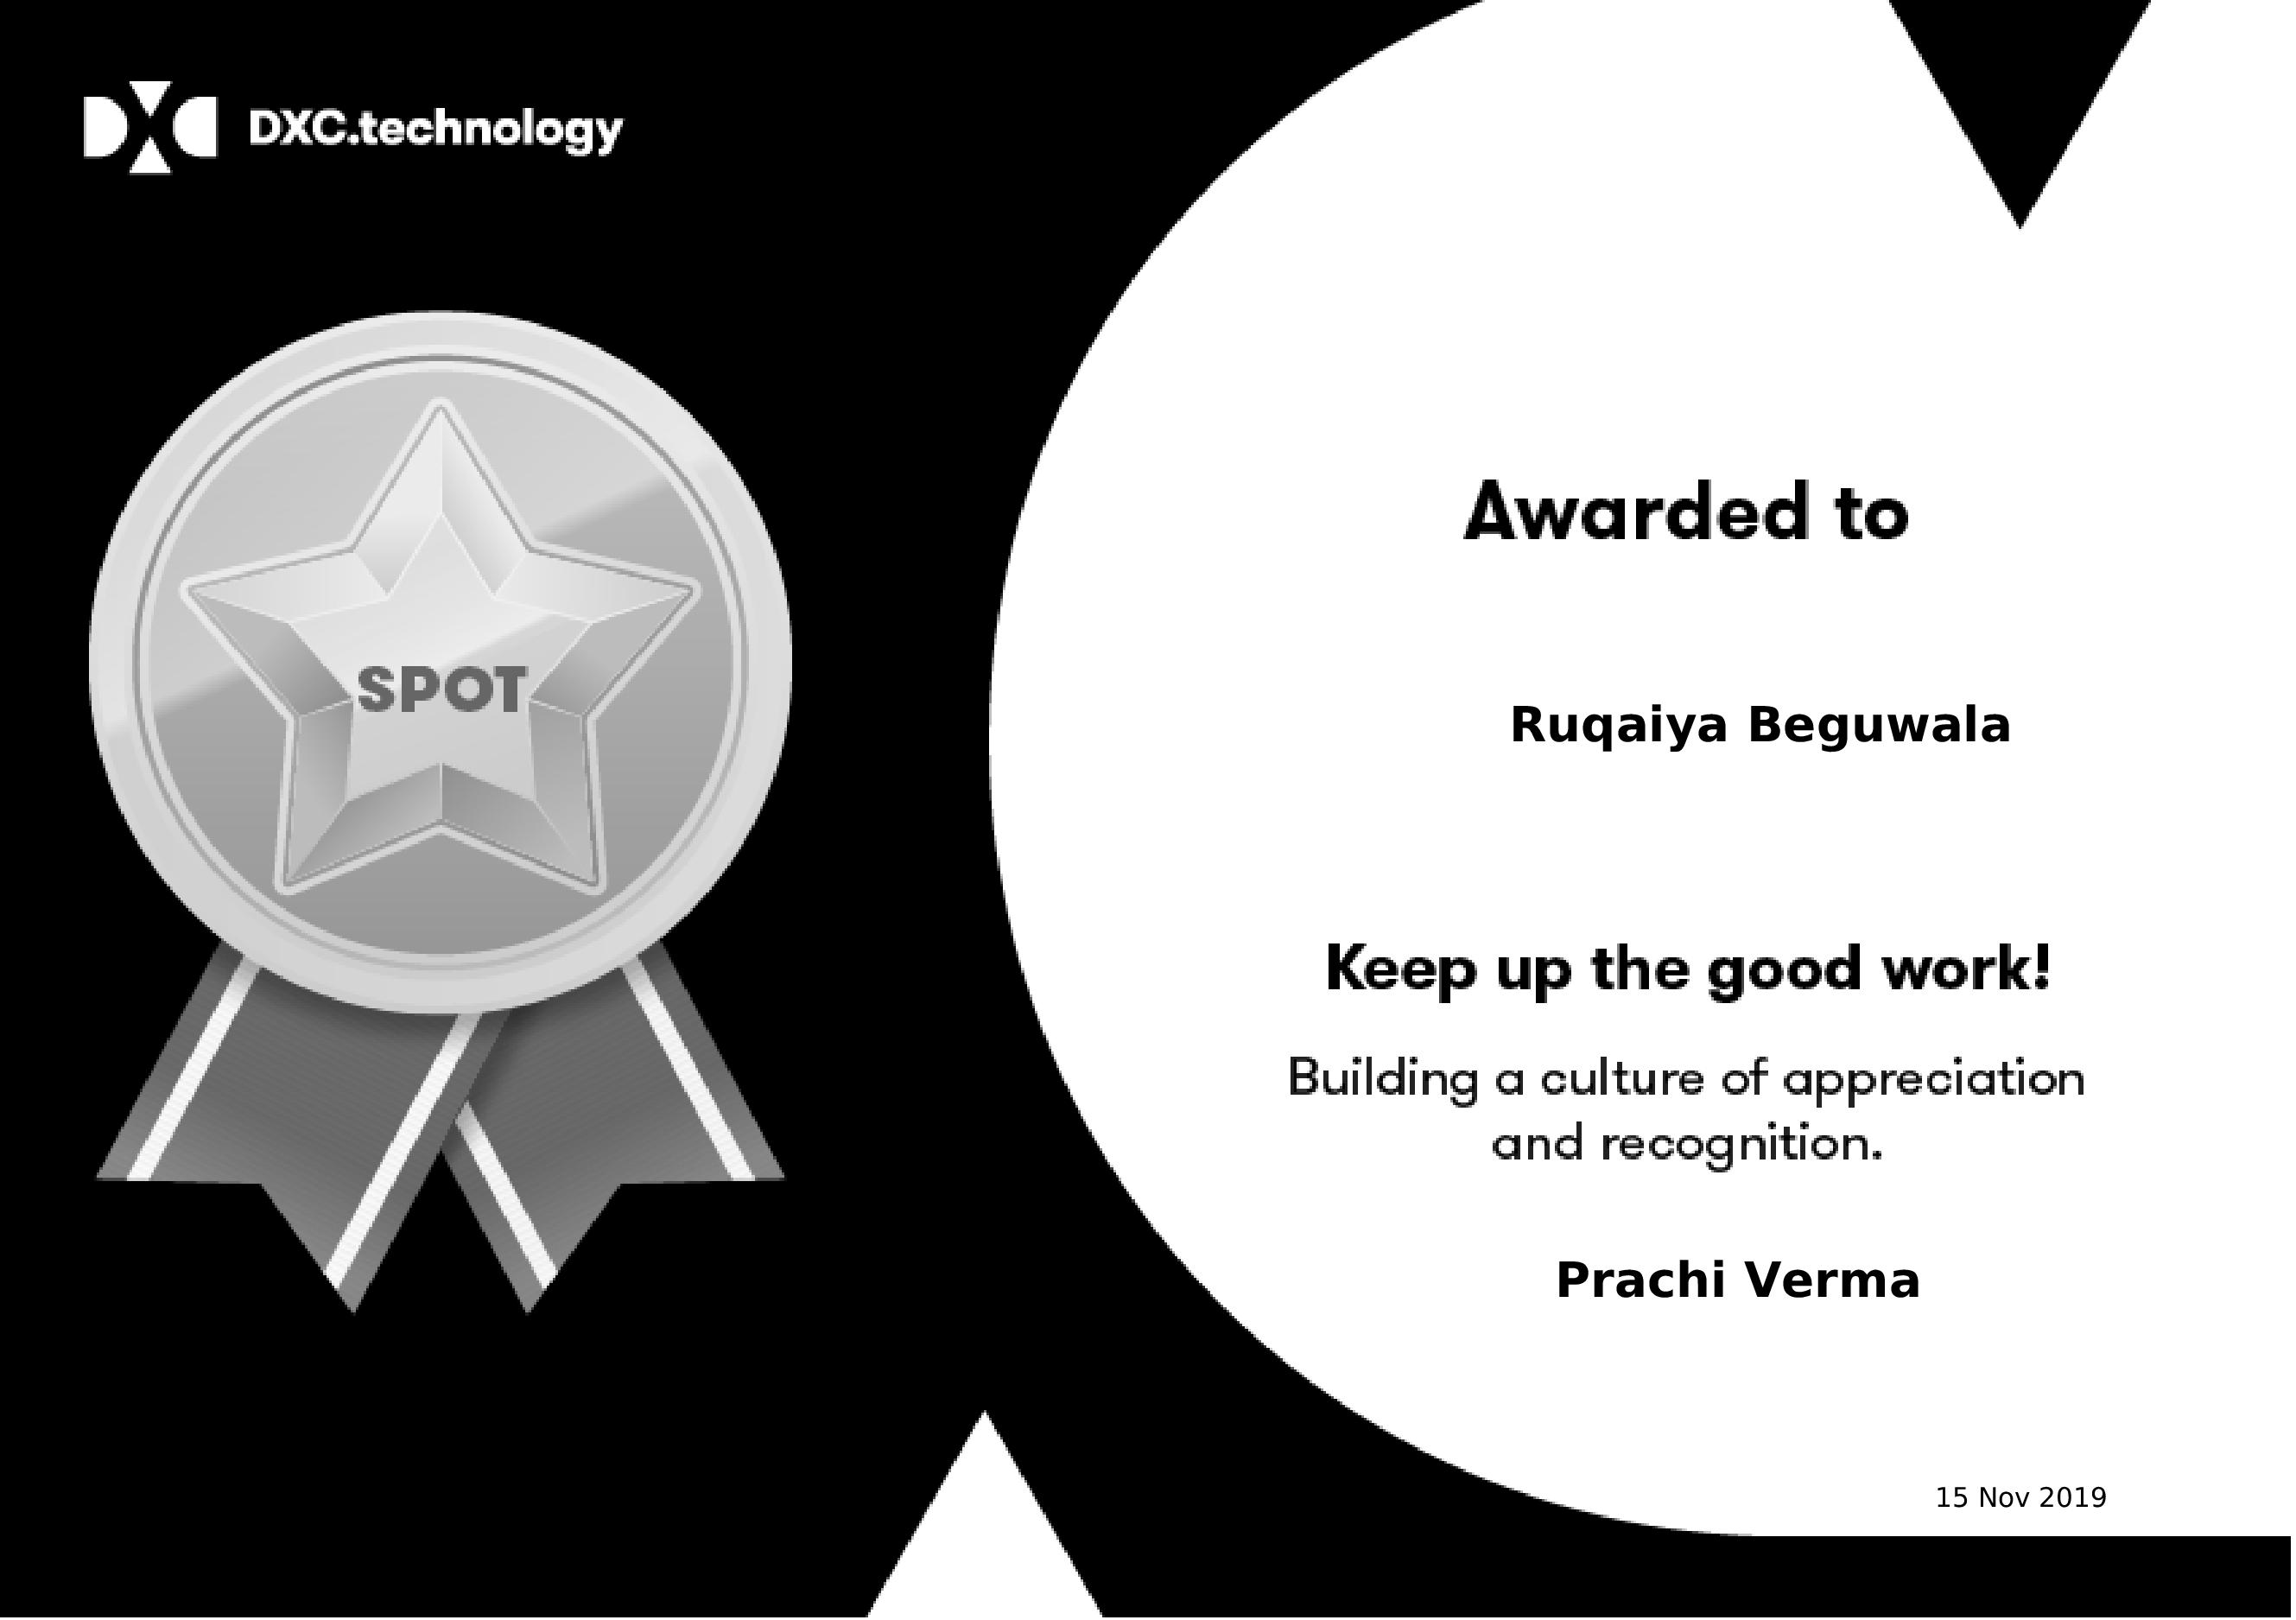 DXC.technology
SPOT
Awarded to
Ruqaiya Beguwala
Keep up the good work!
Building a culture of appreciation
and recognition.
Prachi Verma
15 Nov 2019